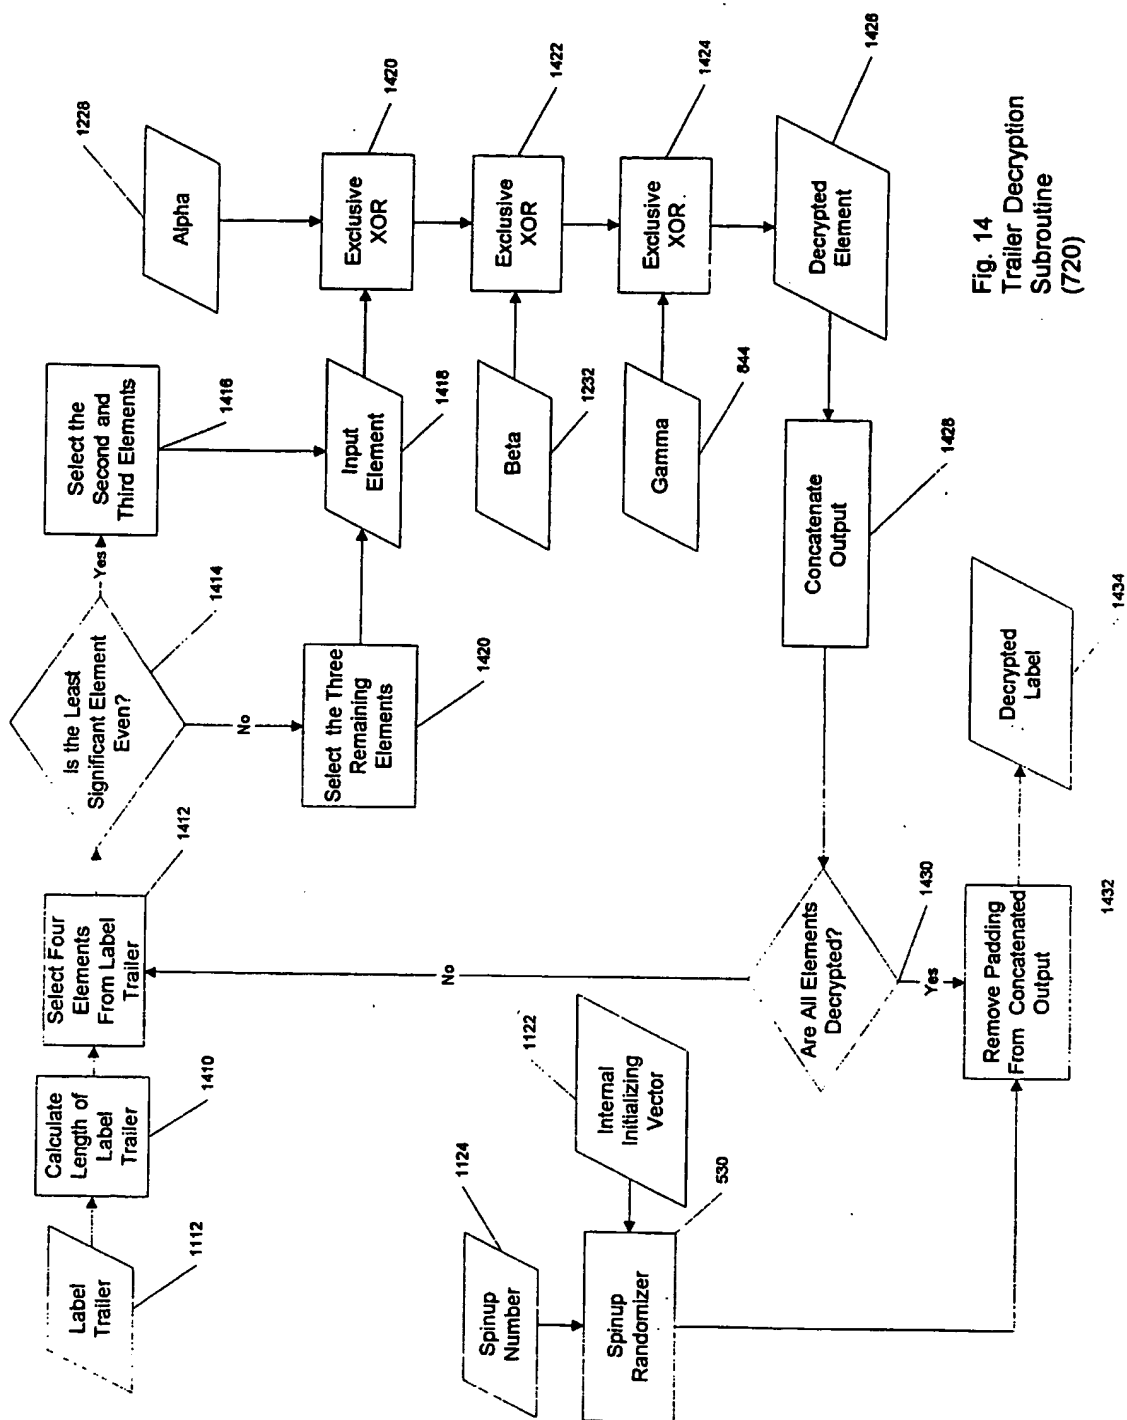 Label
Trailer
1112
Calculate
Length of
Label
Trailer
1410
Select Four
Elements
From Label
Trailer
1412
Is the Least
Significant Element
Even?
1414
Yes
No
Select the
Second and
Third Elements
1416
Select the Three
Remaining
Elements
1420
Input
Element
1418
Alpha
1228
Exclusive
XOR
1420
Beta
1232
Exclusive
XOR
1422
Gamma
844
Exclusive
XOR
1424
Decrypted
Element
1426
Concatenate
Output
1428
Are All Elements
Decrypted?
1430
No
Yes
Spinup
Number
1124
Internal
Initializing
Vector
1122
Spinup
Randomizer
530
Remove Padding
From Concatenated
Output
1432
Decrypted
Label
1434
Fig. 14
Trailer Decryption
Subroutine
(720)